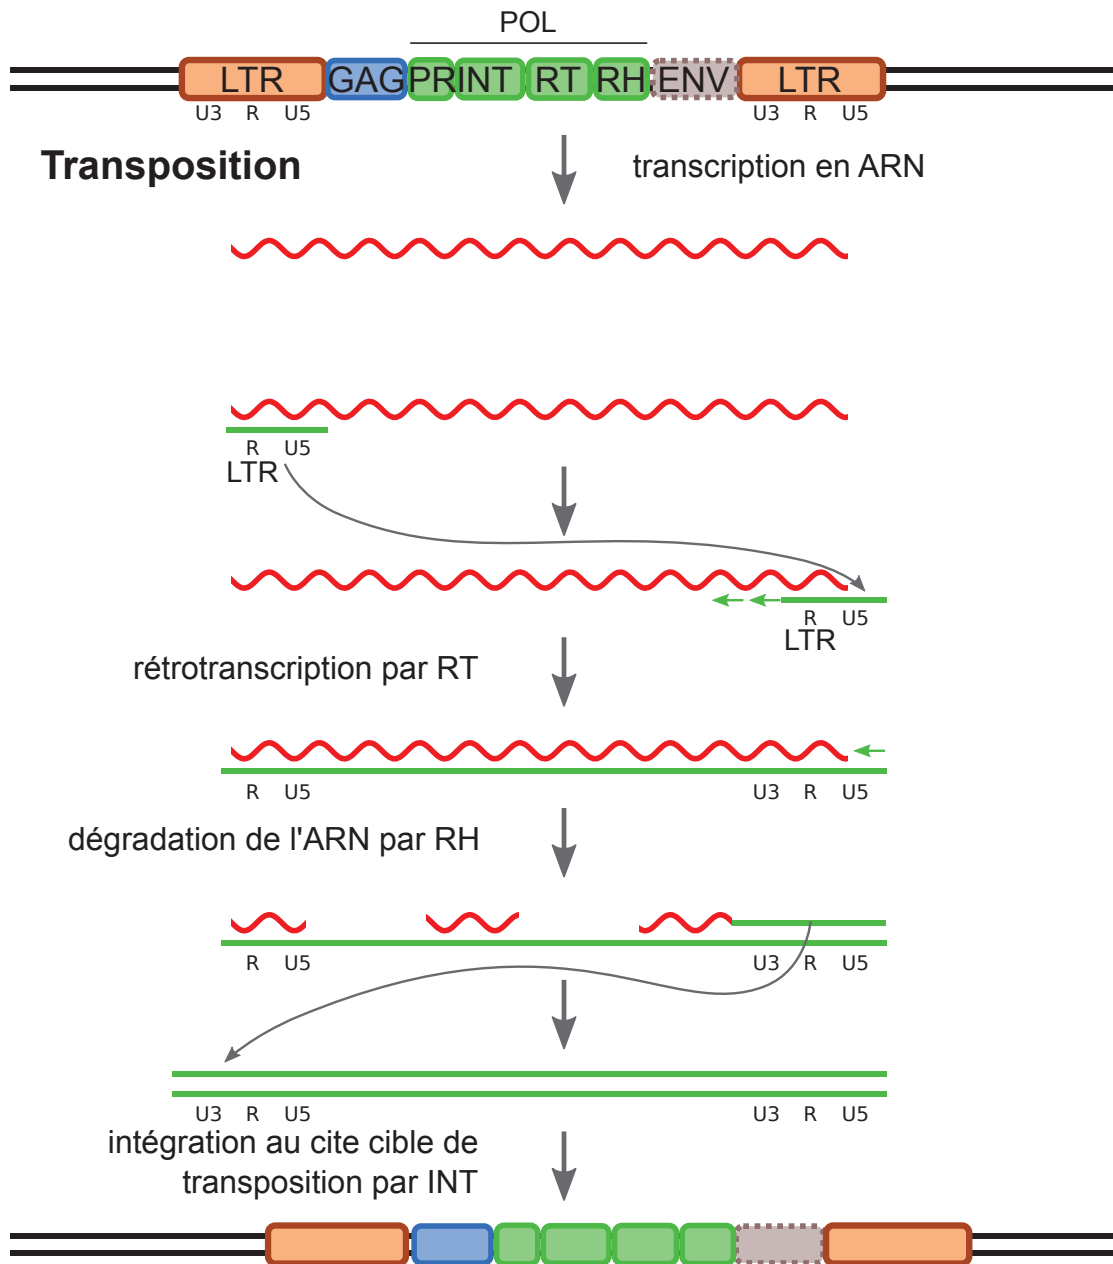 POL
LTR GAG PR INT RT RH ENV LTR
U3 R U5 U3 R U5
Transposition
transcription en ARN
R U5
LTR
R U5
LTR
rétrotranscription par RT
R U5 U3 R U5
dégradation de l'ARN par RH
R U5 U3 R U5
U3 R U5 U3 R U5
intégration au cite cible de
transposition par INT